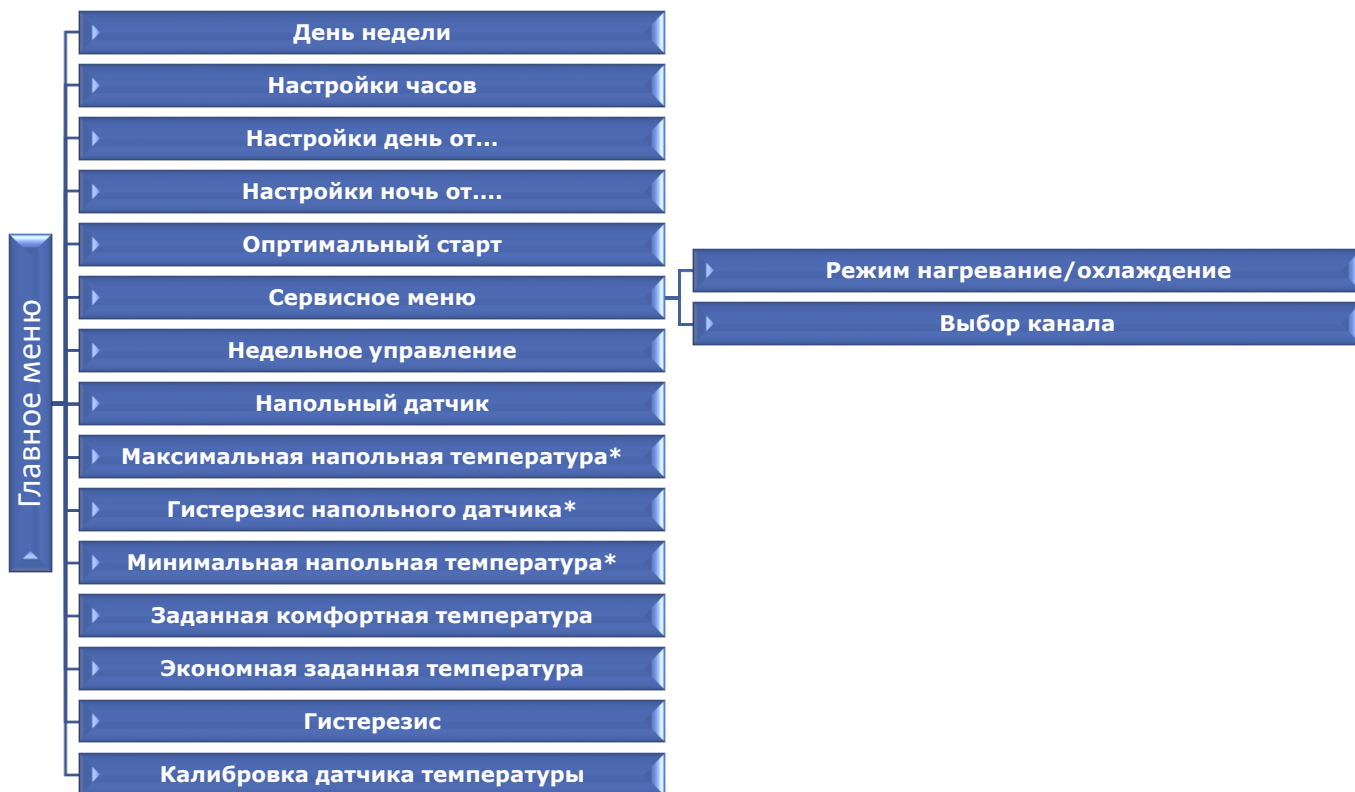 Главное меню
День недели
Настройки часов
Настройки день от...
Настройки ночь от....
Опртимальный старт
Сервисное меню
Режим нагревание/охлаждение
Выбор канала
Недельное управление
Напольный датчик
Максимальная напольная температура*
Гистерезис напольного датчика*
Минимальная напольная температура*
Заданная комфортная температура
Экономная заданная температура
Гистерезис
Калибровка датчика температуры